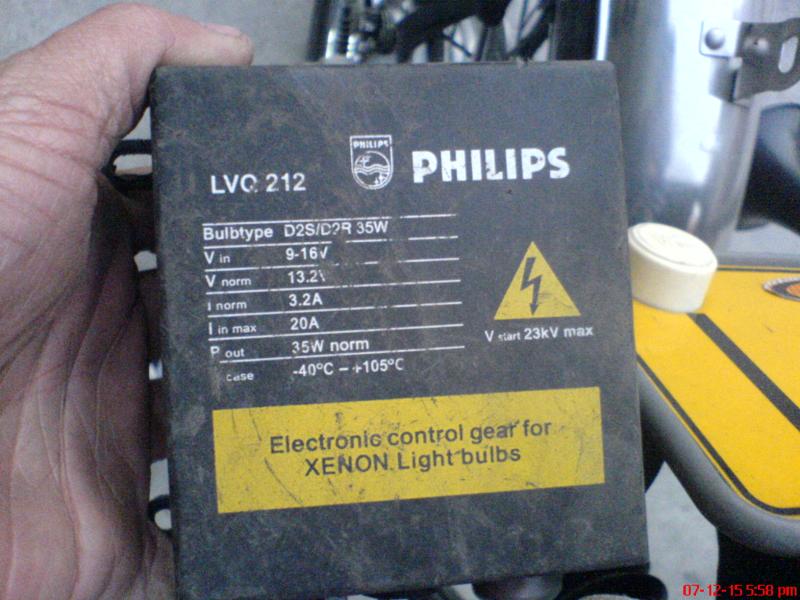 PHILIPS
LVQ 212
PHILIPS
Bulbtype D2S/D2R 35W
V in 9-16V
V norm 13.2V
I norm 3.2A
I in max 20A
P out 35W norm
case -40°C – +105°C
V start 23kV max
Electronic control gear for
XENON Light bulbs
07-12-15 5:58 pm